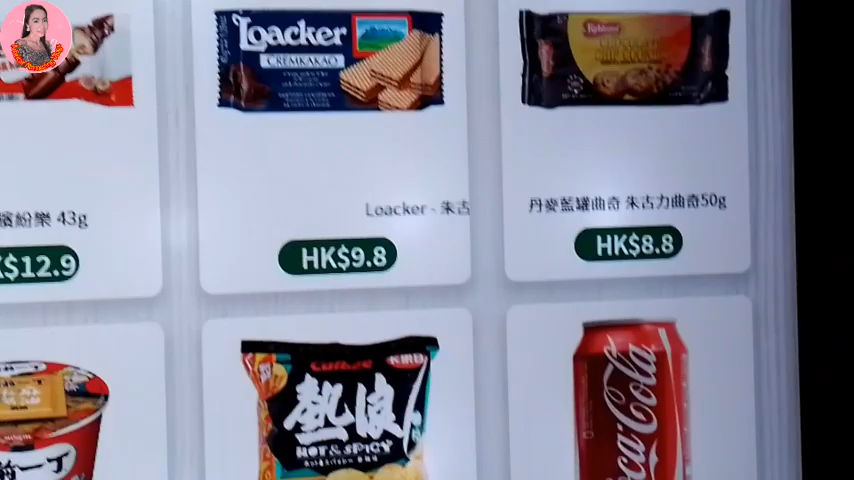 Loacker
CREMKAKAO
繽紛樂 43g
Loacker - 朱古
丹麥藍罐曲奇 朱古力曲奇50g
K$12.9
HK$9.8
HK$8.8
Calbee
熱浪
HOT & SPICY
一丁
Coca-Cola